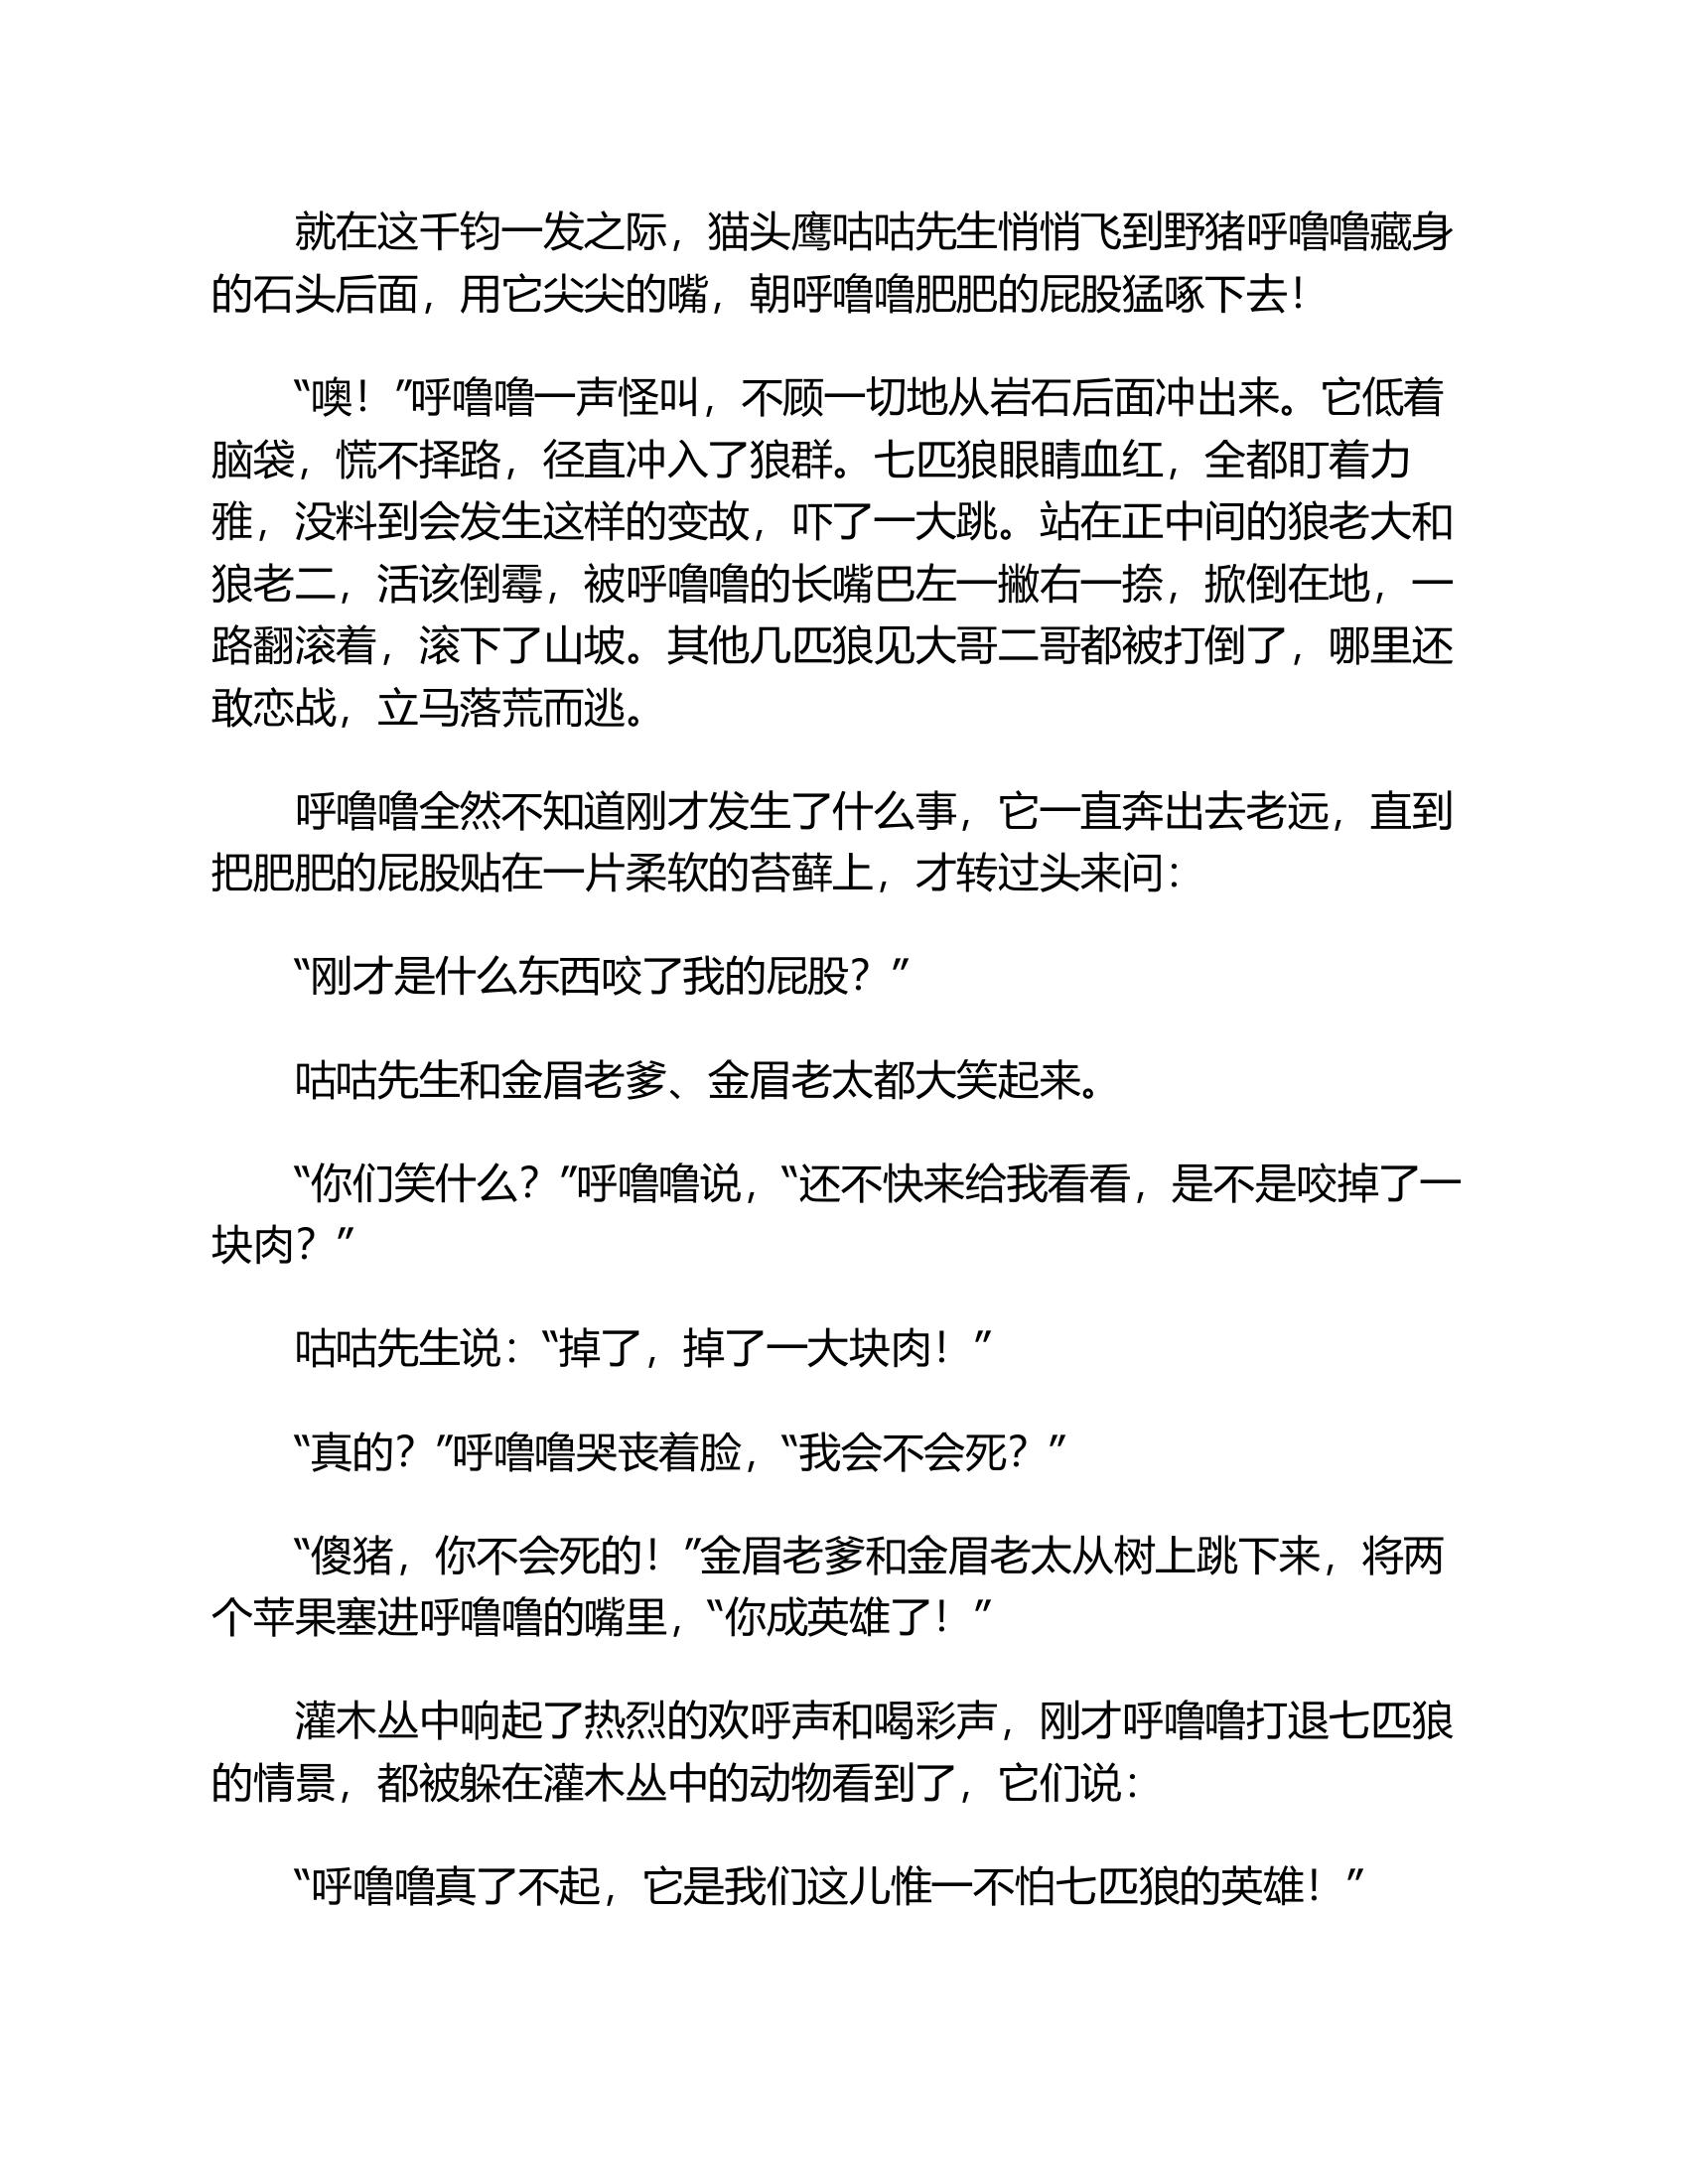 就在这千钧一发之际，猫头鹰咕咕先生悄悄飞到野猪呼噜噜藏身
的石头后面，用它尖尖的嘴，朝呼噜噜肥肥的屁股猛啄下去！
“噢！”呼噜噜一声怪叫，不顾一切地从岩石后面冲出来。它低着
脑袋，慌不择路，径直冲入了狼群。七匹狼眼睛血红，全都盯着力
雅，没料到会发生这样的变故，吓了一大跳。站在正中间的狼老大和
狼老二，活该倒霉，被呼噜噜的长嘴巴左一撇右一捺，掀倒在地，一
路翻滚着，滚下了山坡。其他几匹狼见大哥二哥都被打倒了，哪里还
敢恋战，立马落荒而逃。
呼噜噜全然不知道刚才发生了什么事，它一直奔出去老远，直到
把肥肥的屁股贴在一片柔软的苔藓上，才转过头来问：
“刚才是什么东西咬了我的屁股？”
咕咕先生和金眉老爹、金眉老太都大笑起来。
“你们笑什么？”呼噜噜说，“还不快来给我看看，是不是咬掉了一
块肉？”
咕咕先生说：“掉了，掉了一大块肉！”
“真的？”呼噜噜哭丧着脸，“我会不会死？”
“傻猪，你不会死的！”金眉老爹和金眉老太从树上跳下来，将两
个苹果塞进呼噜噜的嘴里，“你成英雄了！”
灌木丛中响起了热烈的欢呼声和喝彩声，刚才呼噜噜打退七匹狼
的情景，都被躲在灌木丛中的动物看到了，它们说：
“呼噜噜真了不起，它是我们这儿惟一不怕七匹狼的英雄！”